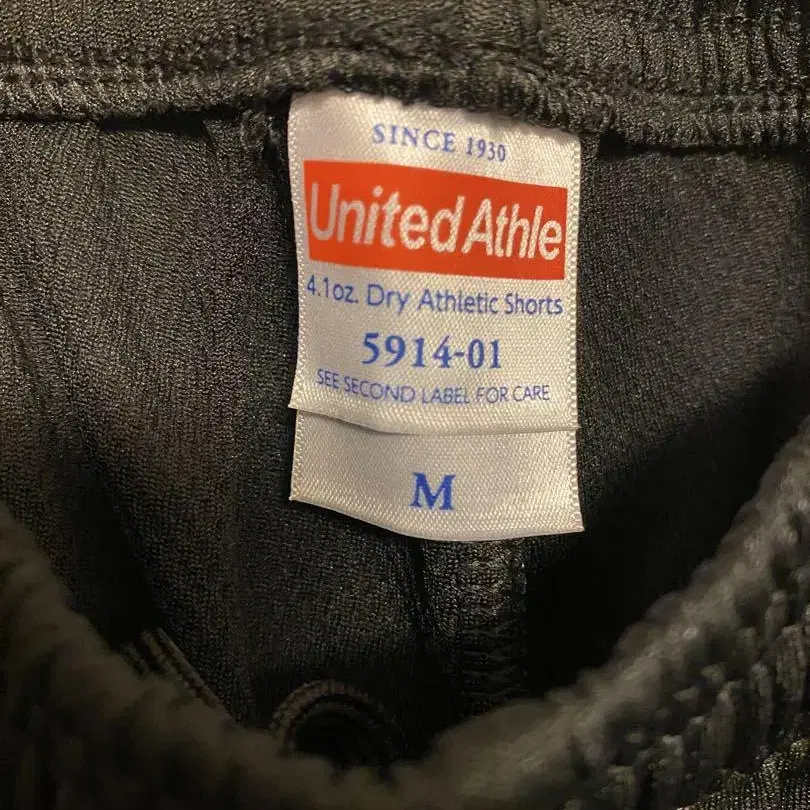 SINCE 1930
United Athle
4.1oz. Dry Athletic Shorts
5914-01
SEE SECOND LABEL FOR CARE
M